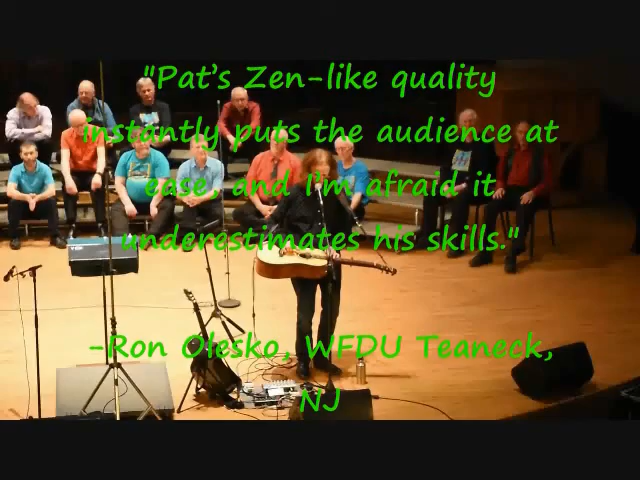 "Pat's Zen-like quality
instantly puts the audience at
ease, and I'm afraid it
underestimates his skills."
-Ron Olesko, WFDU Teaneck,
NJ